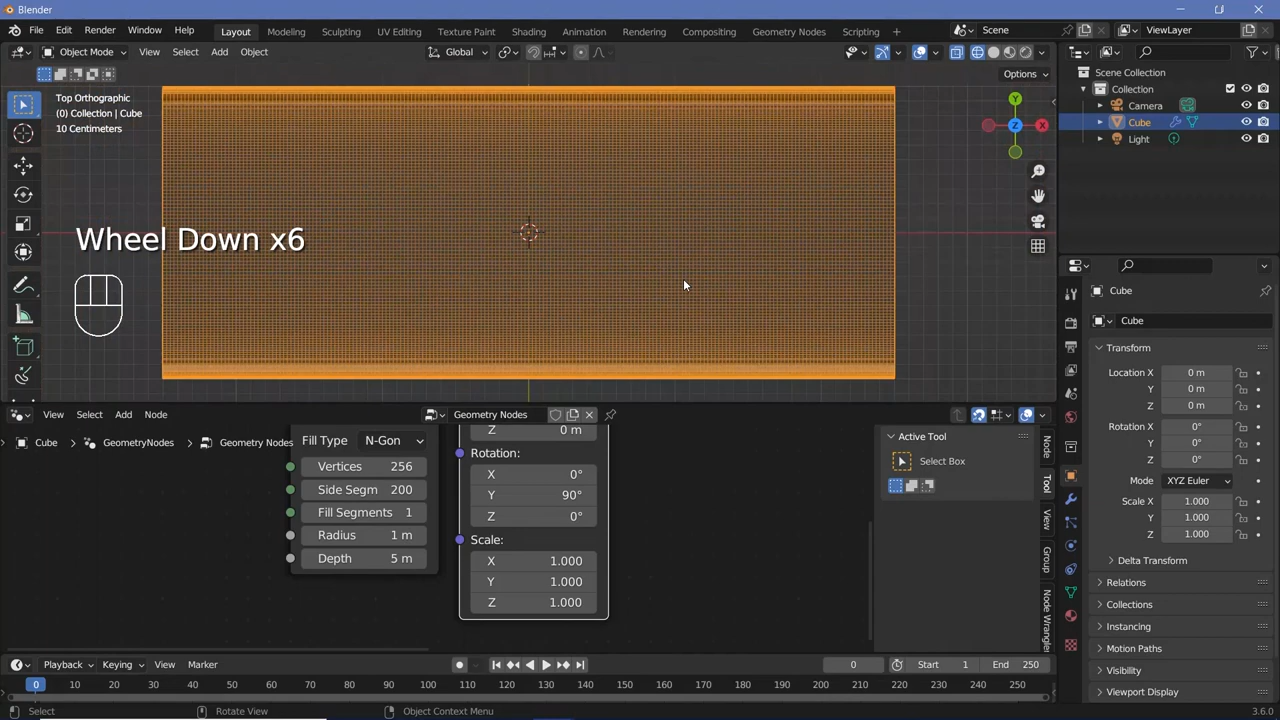 Blender
File Edit Render Window Help Layout Modeling Sculpting UV Editing Texture Paint Shading Animation Rendering Compositing Geometry Nodes Scripting + Scene ViewLayer
Object Mode View Select Add Object Global
Options
Top Orthographic
(0) Collection | Cube
10 Centimeters
Y
Z X
Wheel Down x6
Scene Collection
Collection
Camera
Cube
Light
Cube
Cube
Transform
Location X 0 m
Y 0 m
Z 0 m
Rotation X 0°
Y 0°
Z 0°
Mode XYZ Euler
Scale X 1.000
Y 1.000
Z 1.000
Delta Transform
Relations
Collections
Instancing
Motion Paths
Visibility
Viewport Display
View Select Add Node Geometry Nodes
Cube GeometryNodes Geometry Nodes
Fill Type N-Gon
Vertices 256
Side Segm 200
Fill Segments 1
Radius 1 m
Depth 5 m
Z 0 m
Rotation:
X 0°
Y 90°
Z 0°
Scale:
X 1.000
Y 1.000
Z 1.000
Active Tool
Select Box
Node
Tool
View
Group
Node Wrangler
Playback Keying View Marker 0 Start 1 End 250
0 10 20 30 40 50 60 70 80 90 100 110 120 130 140 150 160 170 180 190 200 210 220 230 240 250
Select Rotate View Object Context Menu 3.6.0